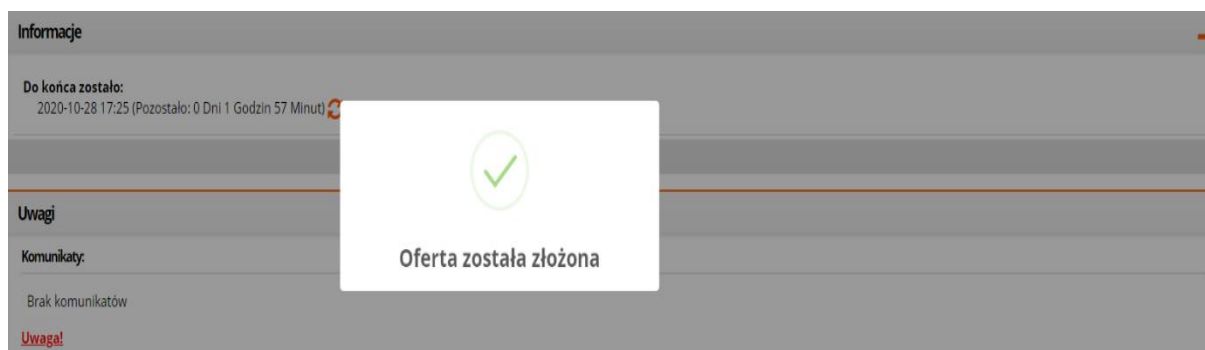 Informacje
Do końca zostało:
2020-10-28 17:25 (Pozostało: 0 Dni 1 Godzin 57 Minut)
Oferta została złożona
Uwagi
Komunikaty:
Brak komunikatów
Uwaga!